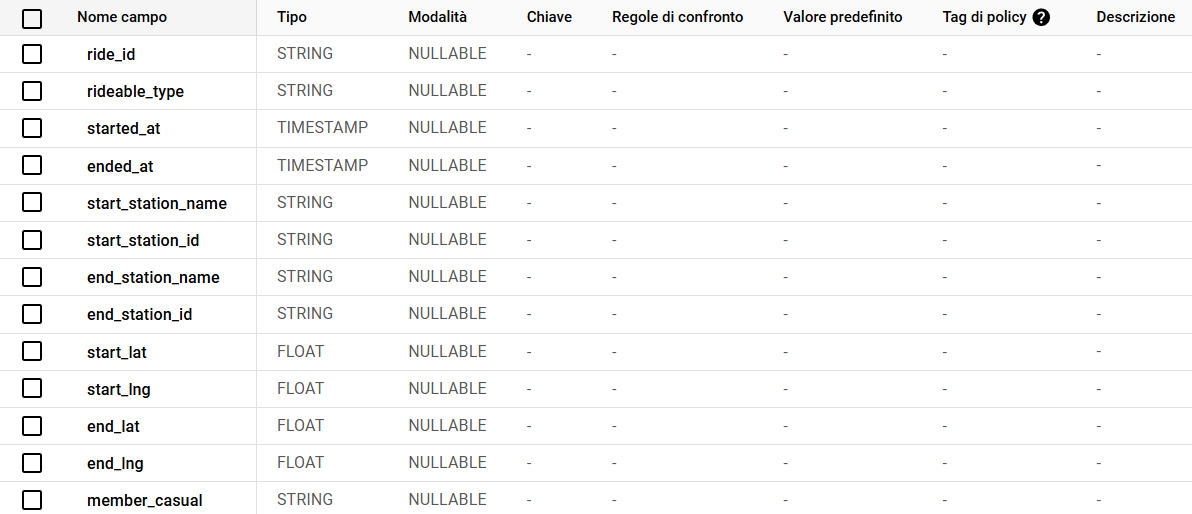 Nome campo Tipo Modalità Chiave Regole di confronto Valore predefinito Tag di policy ? Descrizione
ride_id STRING NULLABLE - - - - -
rideable_type STRING NULLABLE - - - - -
started_at TIMESTAMP NULLABLE - - - - -
ended_at TIMESTAMP NULLABLE - - - - -
start_station_name STRING NULLABLE - - - - -
start_station_id STRING NULLABLE - - - - -
end_station_name STRING NULLABLE - - - - -
end_station_id STRING NULLABLE - - - - -
start_lat FLOAT NULLABLE - - - - -
start_lng FLOAT NULLABLE - - - - -
end_lat FLOAT NULLABLE - - - - -
end_lng FLOAT NULLABLE - - - - -
member_casual STRING NULLABLE - - - - -